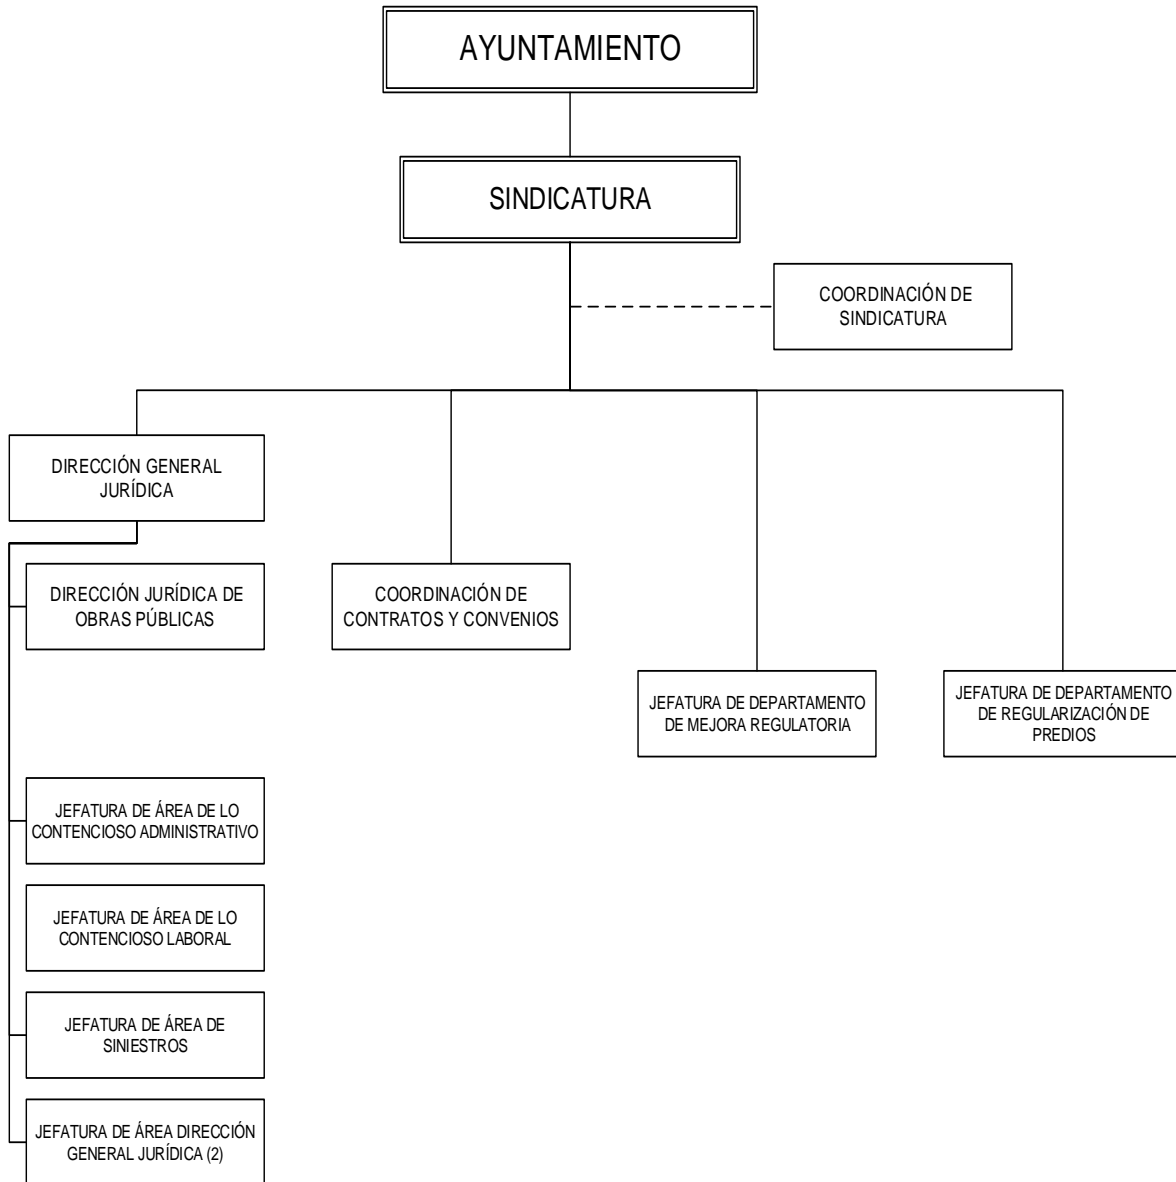 AYUNTAMIENTO
SINDICATURA
COORDINACIÓN DE
SINDICATURA
DIRECCIÓN GENERAL
JURÍDICA
DIRECCIÓN JURÍDICA DE
OBRAS PÚBLICAS
COORDINACIÓN DE
CONTRATOS Y CONVENIOS
JEFATURA DE DEPARTAMENTO
DE MEJORA REGULATORIA
JEFATURA DE DEPARTAMENTO
DE REGULARIZACIÓN DE
PREDIOS
JEFATURA DE ÁREA DE LO
CONTENCIOSO ADMINISTRATIVO
JEFATURA DE ÁREA DE LO
CONTENCIOSO LABORAL
JEFATURA DE ÁREA DE
SINIESTROS
JEFATURA DE ÁREA DIRECCIÓN
GENERAL JURÍDICA (2)